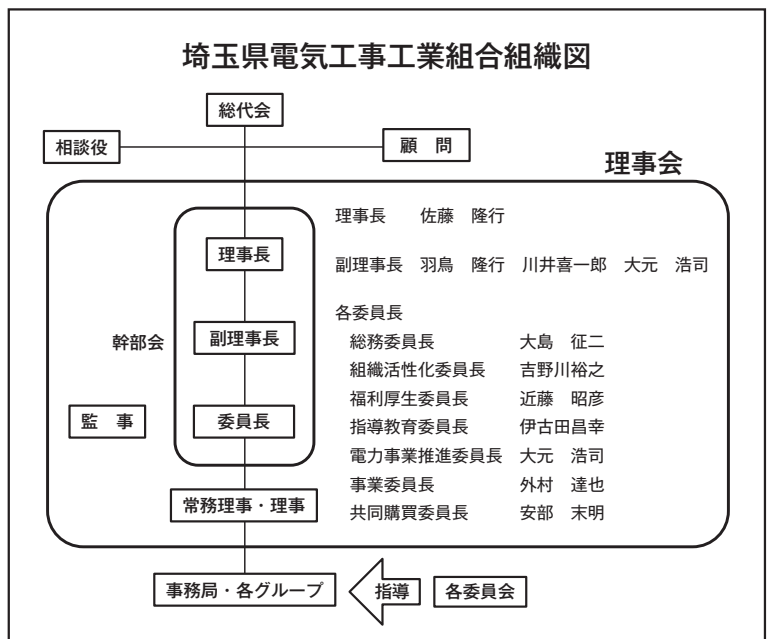 埼玉県電気工事工業組合組織図
総代会
相談役
顧　問
理事会
理事長　佐藤　隆行
理事長
副理事長　羽鳥　隆行　川井喜一郎　大元　浩司
各委員長
幹部会
副理事長
総務委員長　大島　征二
組織活性化委員長　吉野川裕之
福利厚生委員長　近藤　昭彦
監　事
委員長
指導教育委員長　伊古田昌幸
電力事業推進委員長　大元　浩司
事業委員長　外村　達也
常務理事・理事
共同購買委員長　安部　末明
事務局・各グループ
指導
各委員会